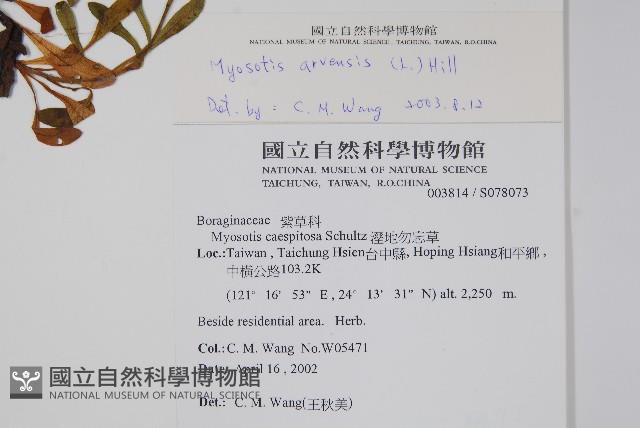 國立自然科學博物館
NATIONAL MUSEUM OF NATURAL SCIENCE, TAICHUNG, TAIWAN, R.O.CHINA
Myosotis arvensis (L.) Hill
Det. by : C. M. Wang 2003.8.12
國立自然科學博物館
NATIONAL MUSEUM OF NATURAL SCIENCE
TAICHUNG, TAIWAN, R.O.CHINA
003814 / S078073
Boraginaceae 紫草科
Myosotis caespitosa Schultz 溼地勿忘草
Loc.:Taiwan , Taichung Hsien台中縣, Hoping Hsiang和平鄉 ,
中橫公路103.2K
(121° 16' 53" E , 24° 13' 31" N) alt. 2,250 m.
Beside residential area. Herb.
Col.: C. M. Wang No.W05471
Date: April 16 , 2002
Det.: C. M. Wang(王秋美)
國立自然科學博物館
NATIONAL MUSEUM OF NATURAL SCIENCE